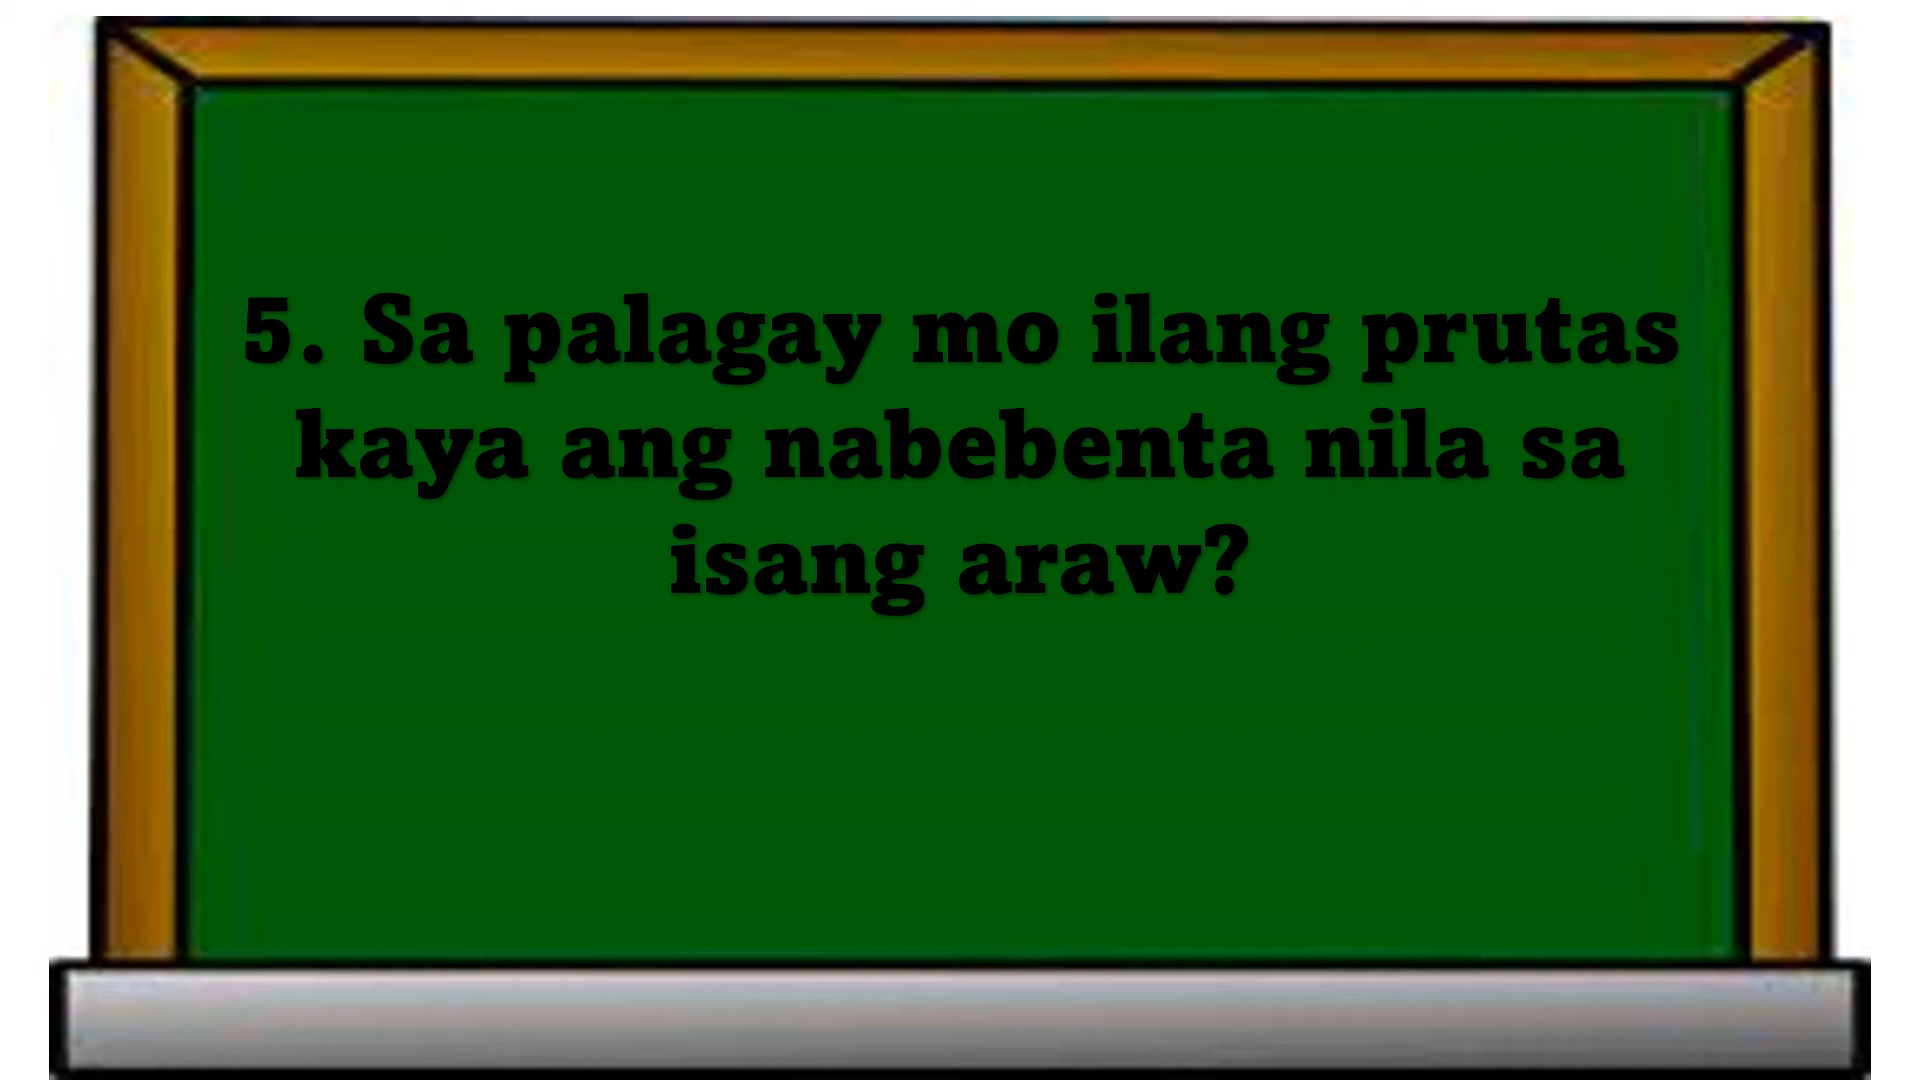 5. Sa palagay mo ilang prutas
kaya ang nabebenta nila sa
isang araw?